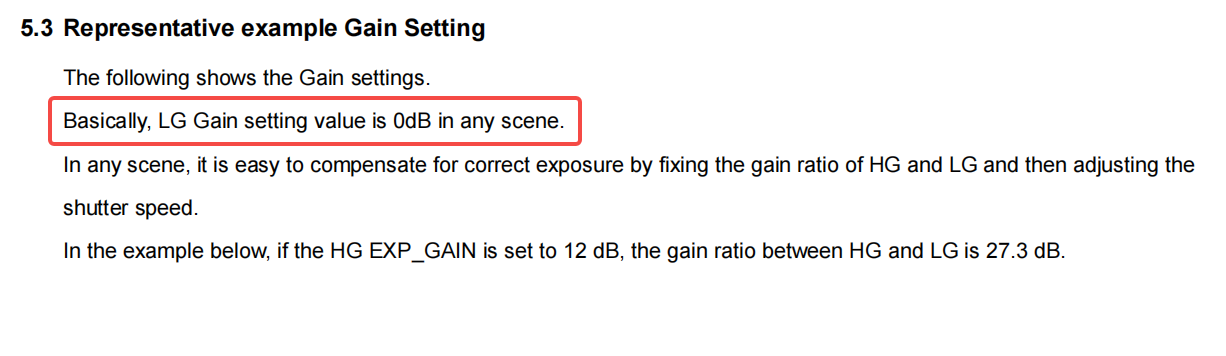 5.3 Representative example Gain Setting
The following shows the Gain settings.
Basically, LG Gain setting value is 0dB in any scene.
In any scene, it is easy to compensate for correct exposure by fixing the gain ratio of HG and LG and then adjusting the
shutter speed.
In the example below, if the HG EXP_GAIN is set to 12 dB, the gain ratio between HG and LG is 27.3 dB.